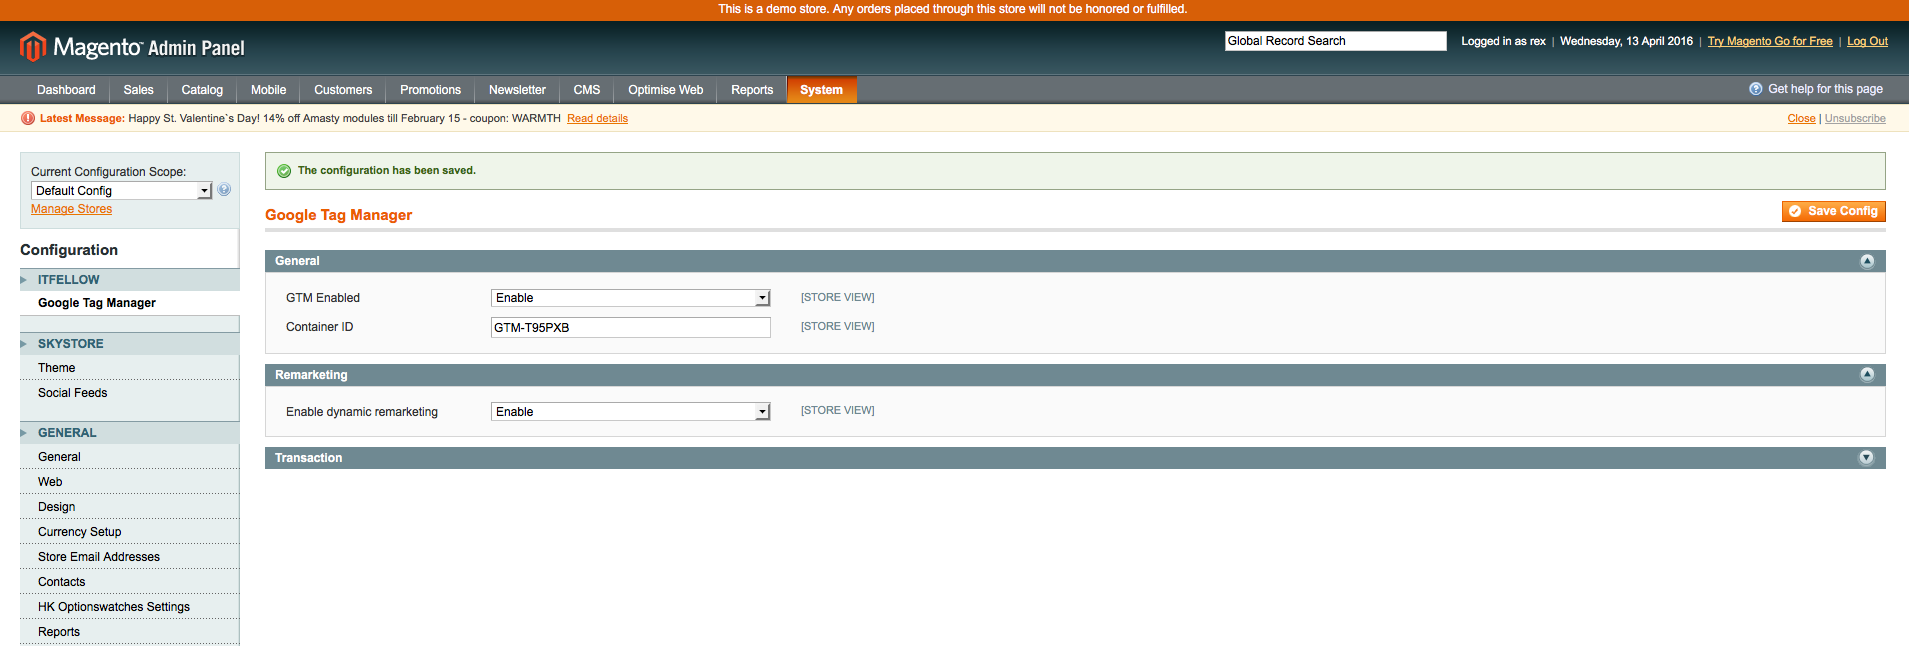 This is a demo store. Any orders placed through this store will not be honored or fulfilled.
Magento Admin Panel
Global Record Search
Logged in as rex | Wednesday, 13 April 2016 | Try Magento Go for Free | Log Out
Dashboard Sales Catalog Mobile Customers Promotions Newsletter CMS Optimise Web Reports System
Get help for this page
Latest Message: Happy St. Valentine`s Day! 14% off Amasty modules till February 15 - coupon: WARMTH Read details
Close | Unsubscribe
Current Configuration Scope:
Default Config
Manage Stores
Configuration
ITFELLOW
Google Tag Manager
SKYSTORE
Theme
Social Feeds
GENERAL
General
Web
Design
Currency Setup
Store Email Addresses
Contacts
HK Optionswatches Settings
Reports
The configuration has been saved.
Google Tag Manager
Save Config
General
GTM Enabled Enable [STORE VIEW]
Container ID GTM-T95PXB [STORE VIEW]
Remarketing
Enable dynamic remarketing Enable [STORE VIEW]
Transaction